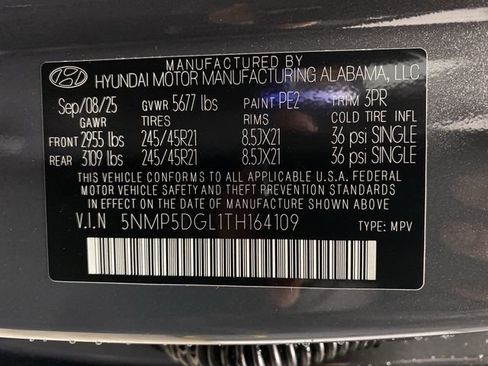 MANUFACTURED BY
HYUNDAI MOTOR MANUFACTURING ALABAMA, LLC
Sep/08/25 GVWR 5677 lbs PAINT PE2 TRIM 3PR
GAWR TIRES RIMS COLD TIRE INFL
FRONT 2955 lbs 245/45R21 8.5JX21 36 psi SINGLE
REAR 3109 lbs 245/45R21 8.5JX21 36 psi SINGLE
THIS VEHICLE CONFORMS TO ALL APPLICABLE U.S.A. FEDERAL
MOTOR VEHICLE SAFETY AND THEFT PREVENTION STANDARDS
IN EFFECT ON THE DATE OF MANUFACTURE SHOWN ABOVE.
V.I.N 5NMP5DGL1TH164109
TYPE: MPV